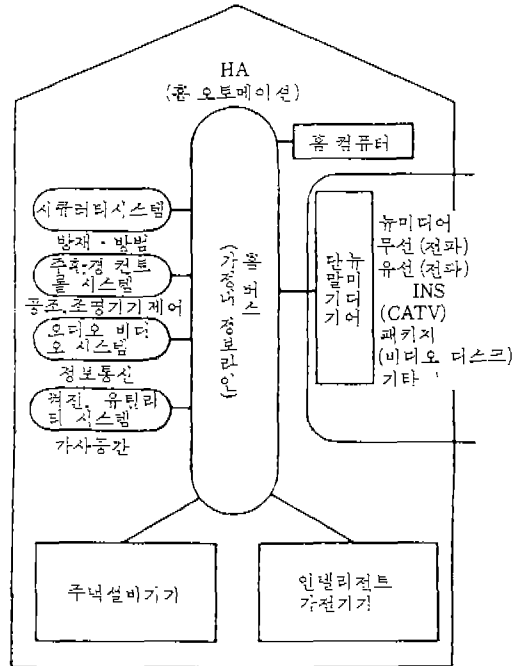 HA
(홈 오토메이션)
홈 컴퓨터
시큐러티시스템
방재·방범
주환경 컨트
롤 시스템
공조.조명기기제어
오디오 비디
오 시스템
정보통신
키친. 유틸리
티 시스템
가사공간
홈 버스
(가정내 정보라인)
뉴미디어
단말기기
뉴미디어
무선(전파)
유선(전파)
INS
(CATV)
패키지
(비디오 디스크)
기타
주택설비기기
인텔리전트
가전기기